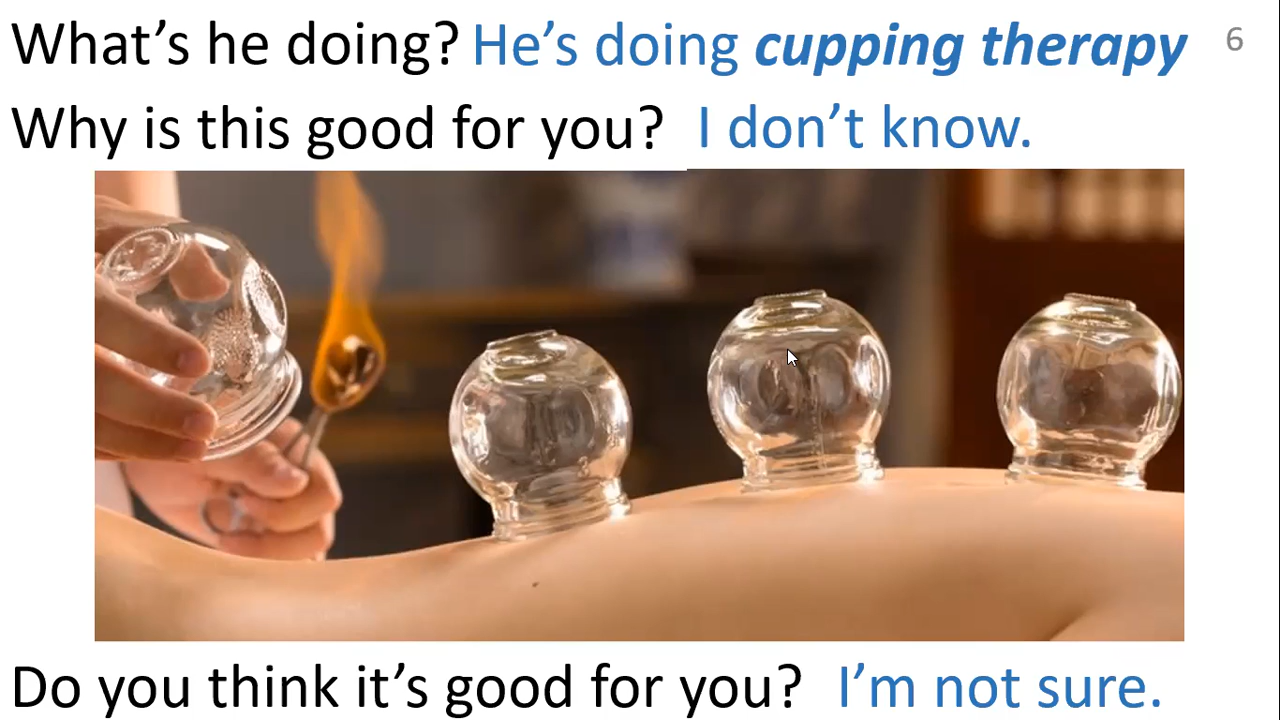 What’s he doing? He’s doing cupping therapy 6
Why is this good for you? I don’t know.
Do you think it’s good for you? I’m not sure.